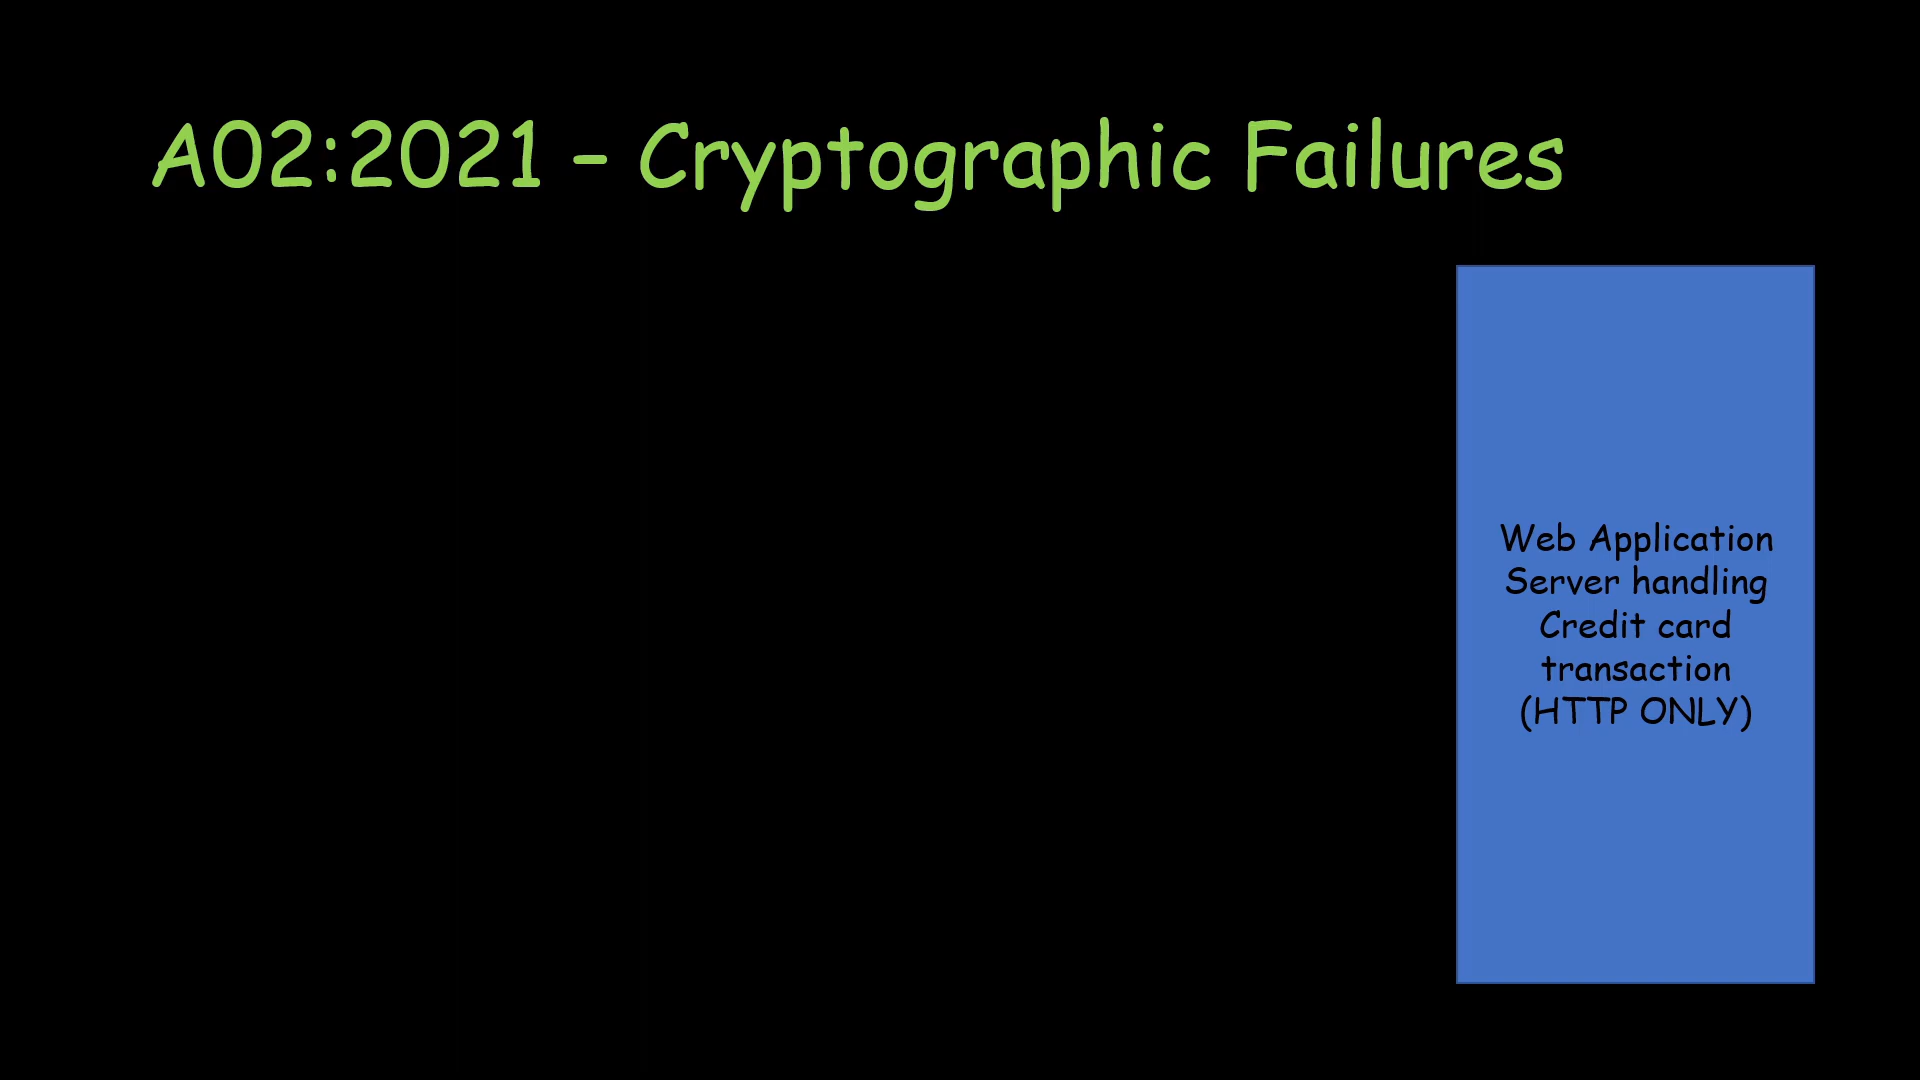 A02:2021 – Cryptographic Failures
Web Application
Server handling
Credit card
transaction
(HTTP ONLY)